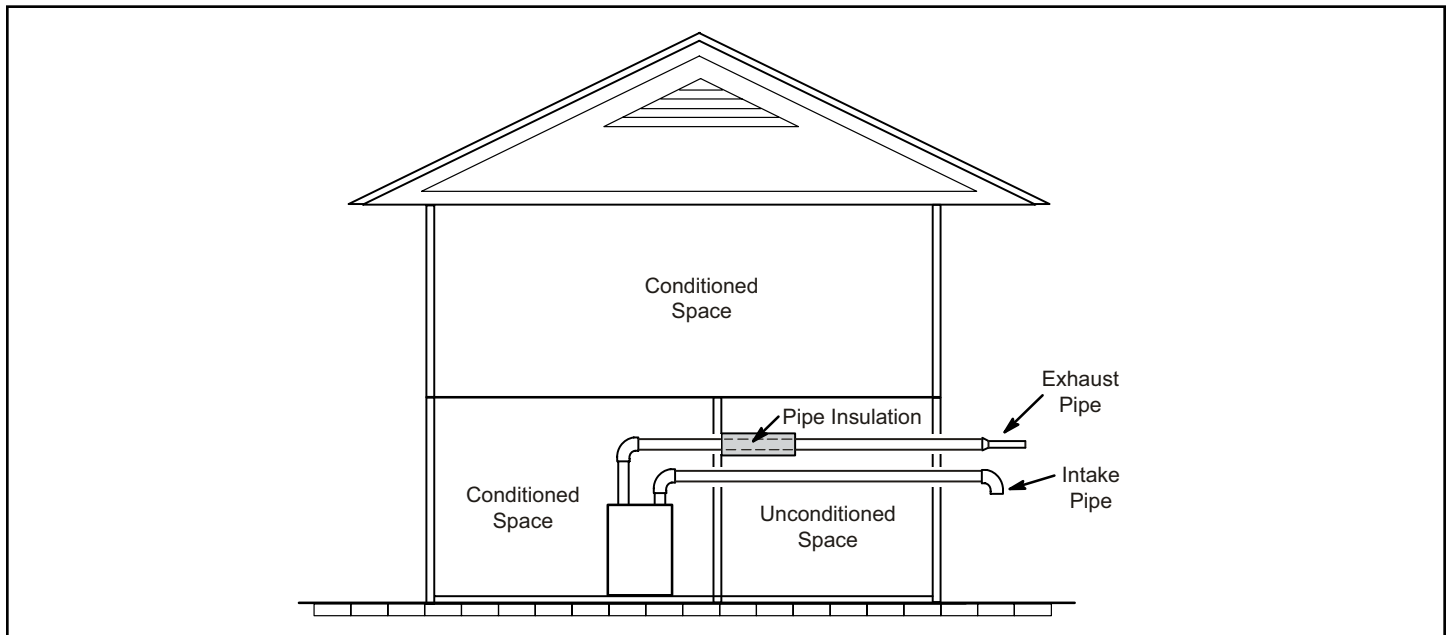 Conditioned
Space
Exhaust
Pipe
Pipe Insulation
Intake
Pipe
Conditioned
Space
Unconditioned
Space